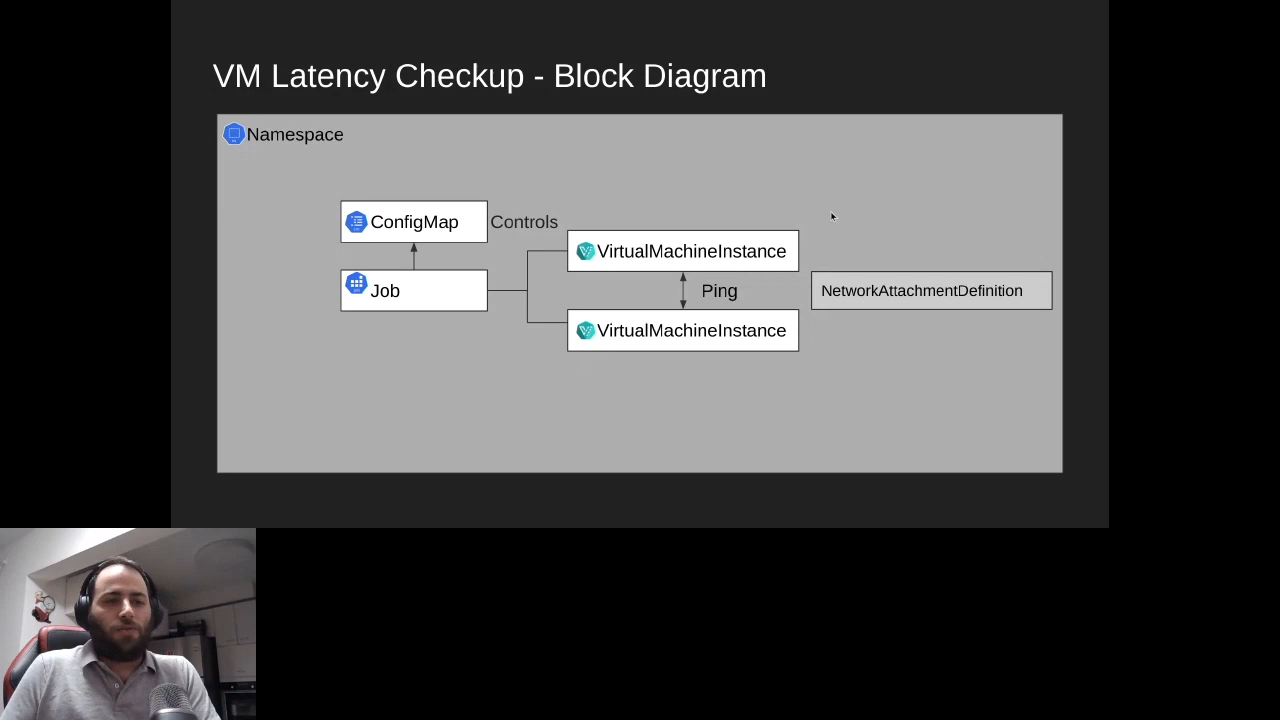 VM Latency Checkup - Block Diagram
Namespace
ConfigMap
Controls
VirtualMachineInstance
Job
Ping
NetworkAttachmentDefinition
VirtualMachineInstance